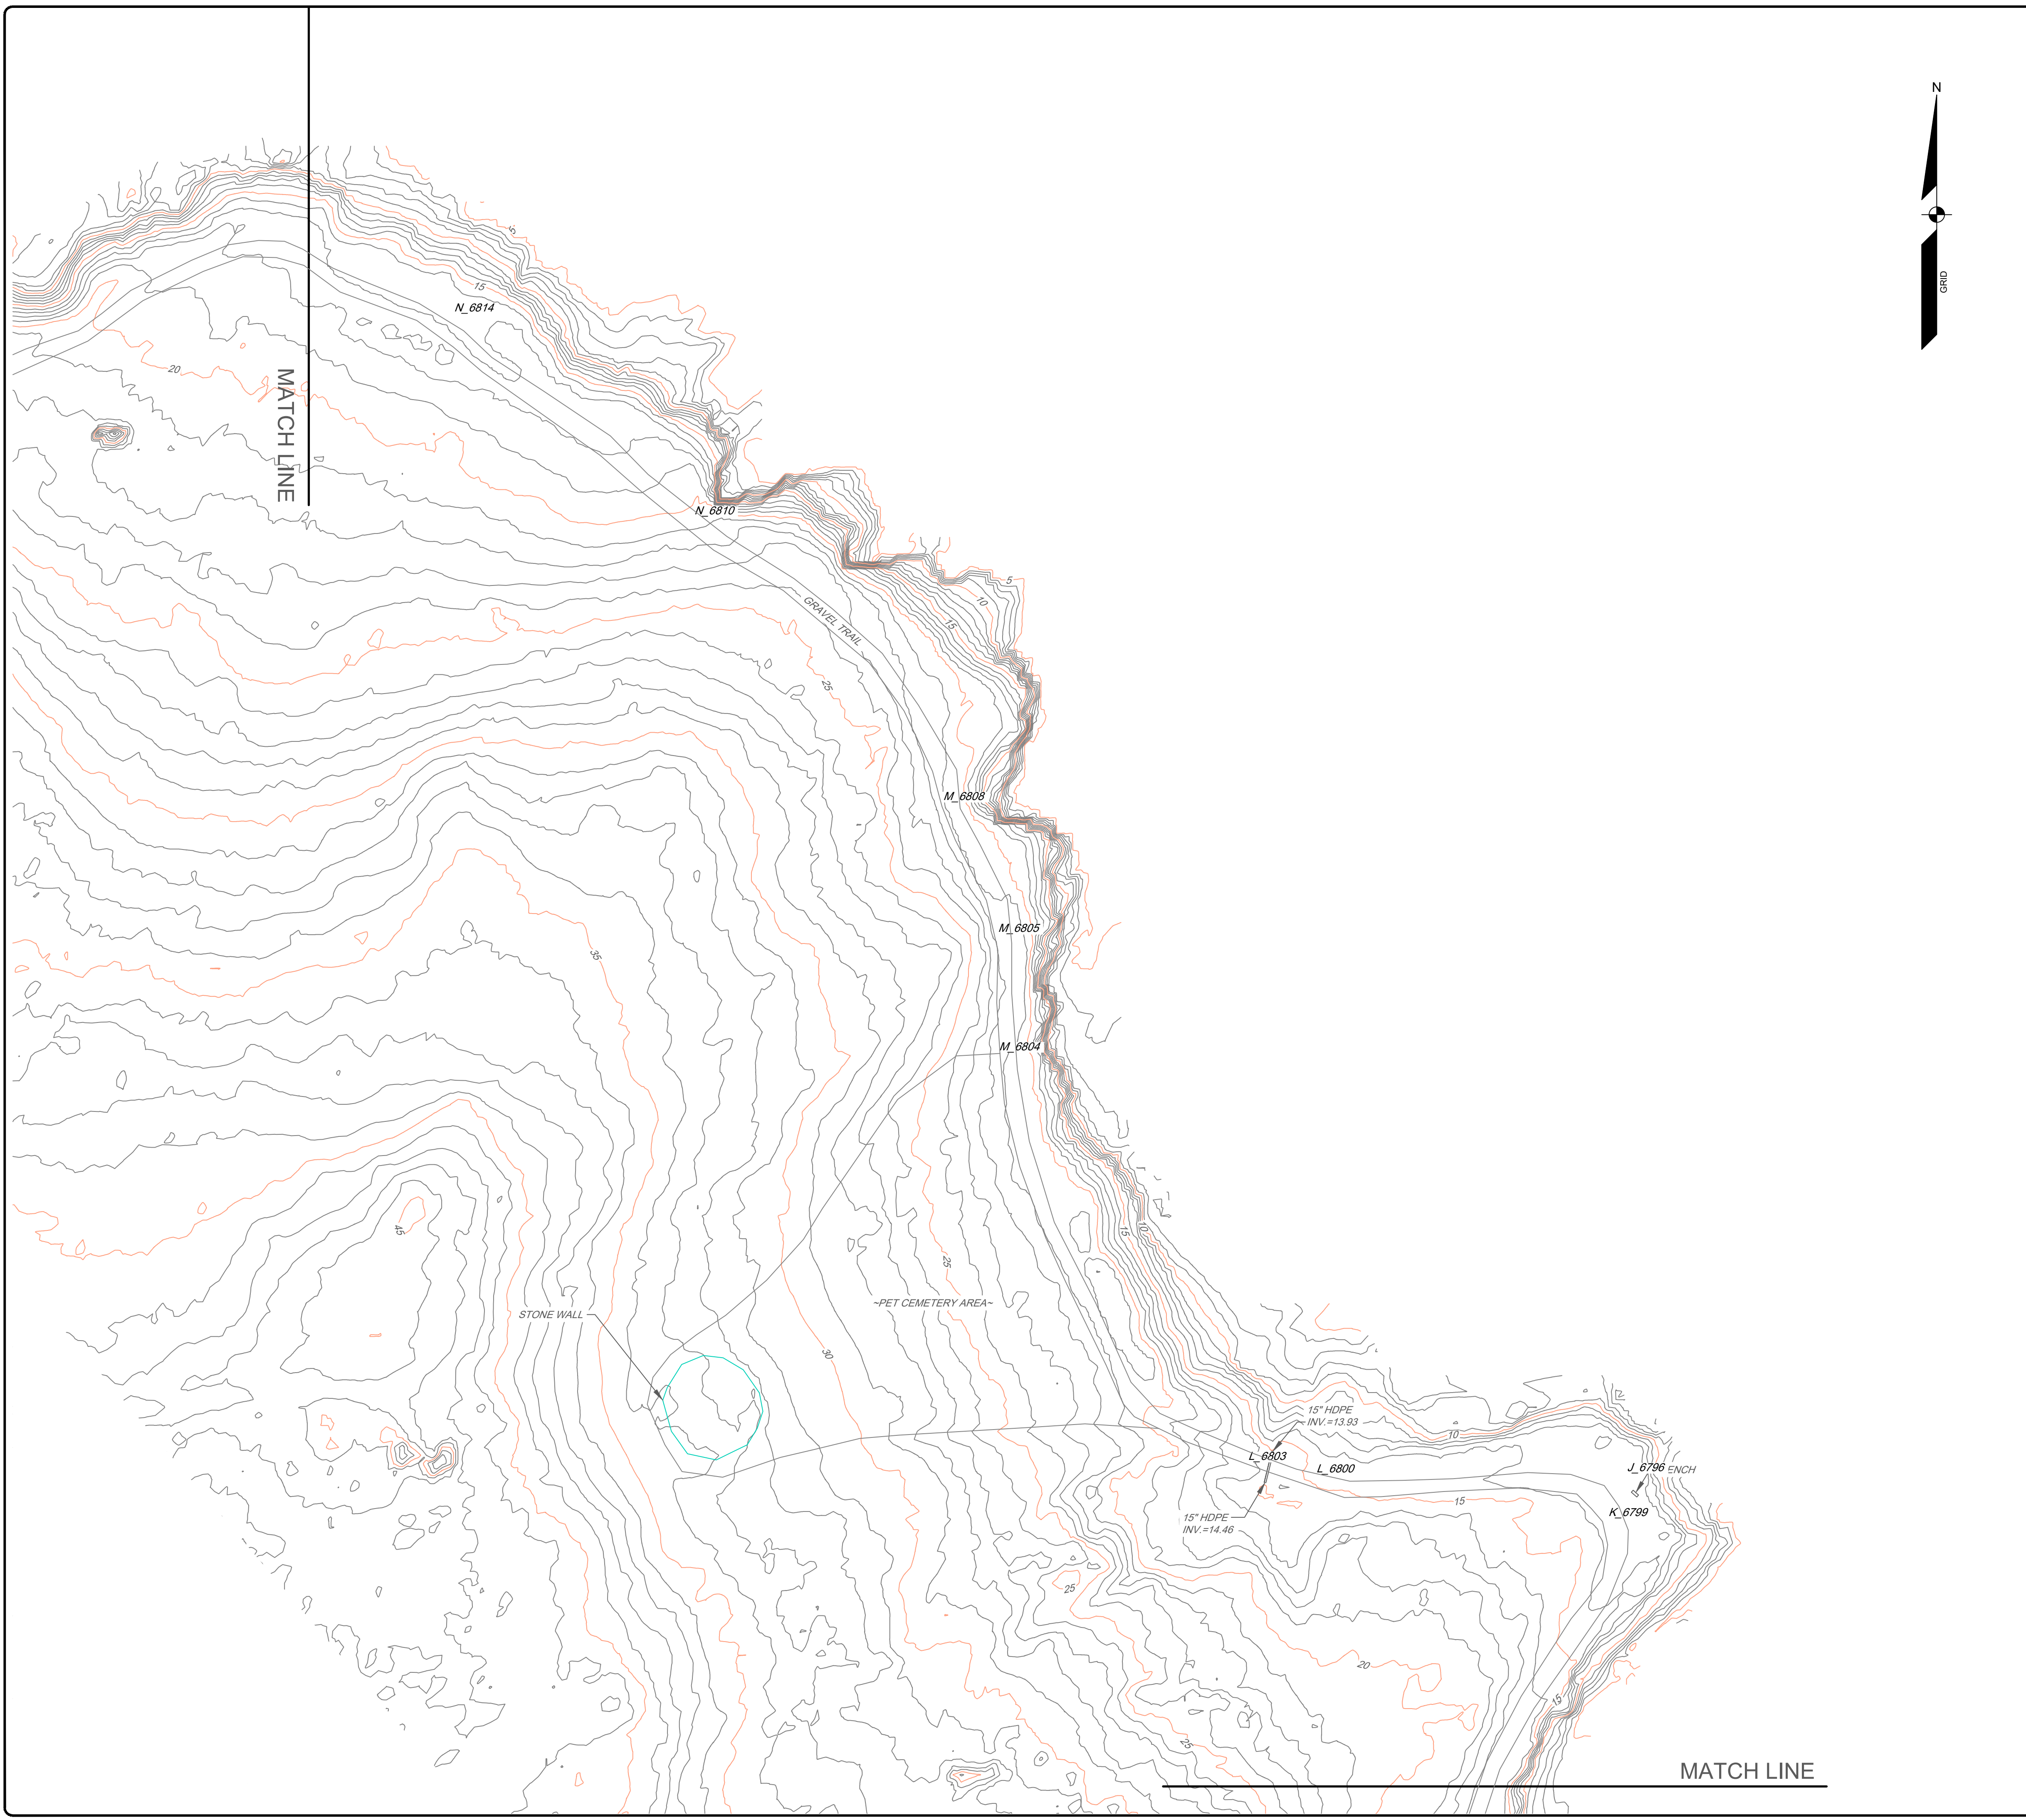 N
GRID
5
15
N_6814
20
MATCH LINE
N_6810
5
10
15
GRAVEL TRAIL
25
M_6808
M_6805
35
M_6804
45
15
10
25
~PET CEMETERY AREA~
STONE WALL
30
15" HDPE
INV.=13.93
10
L_6803
L_6800
J_6796
ENCH
15
K_6799
15" HDPE
INV.=14.46
25
20
15
25
MATCH LINE